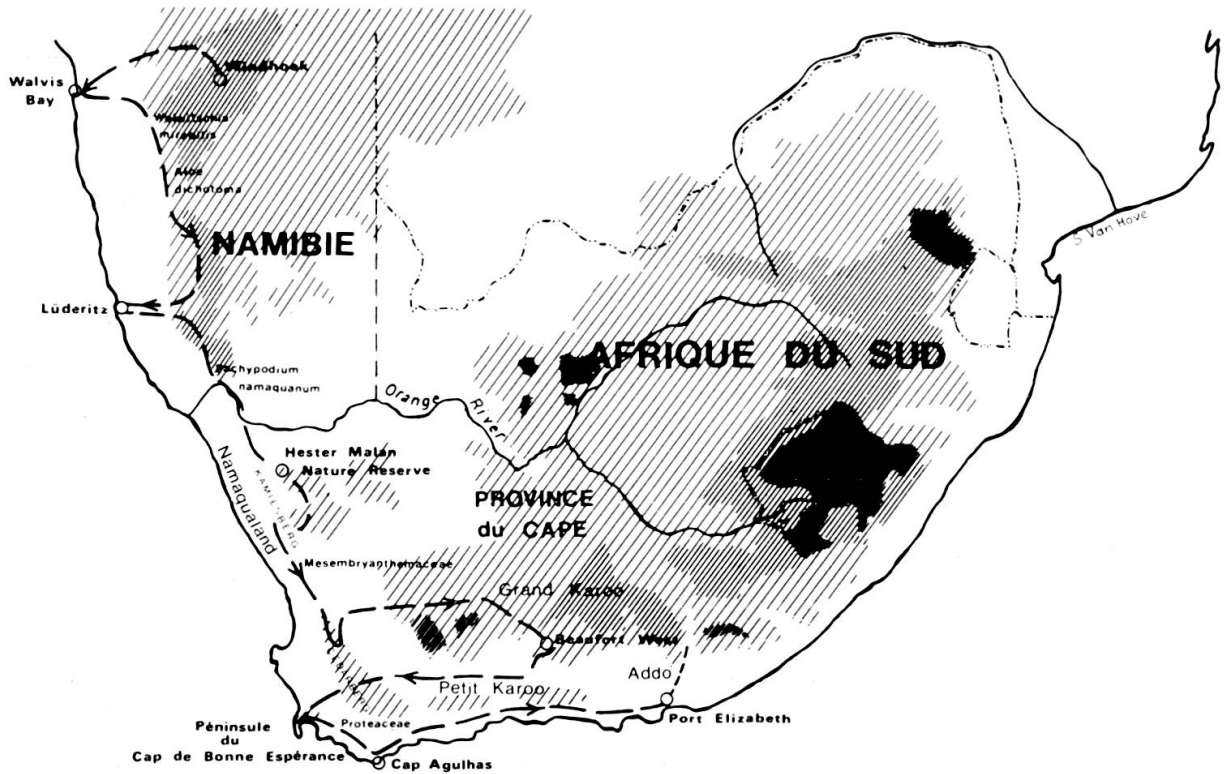 Windhoek
Walvis
Bay
Welwitschia
mirabilis
Aloe
dichotoma
NAMIBIE
S. Van Hove
Lüderitz
AFRIQUE DU SUD
Pachypodium
namaquanum
Orange
River
Hester Malan
Nature Reserve
Namaqualand
KAMIESBERG
PROVINCE
du CAPE
Mesembryanthemaceae
Grand Karoo
Beaufort West
Addo
Petit Karoo
Port Elizabeth
Proteaceae
Péninsule
du
Cap de Bonne Espérance
Cap Agulhas